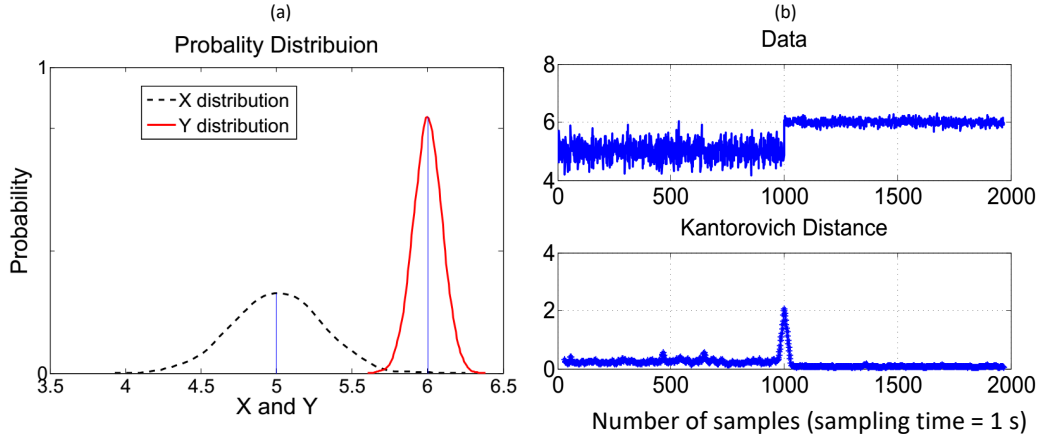 (a)
Probality Distribuion
1
X distribution
Y distribution
Probability
0
3.5 4 4.5 5 5.5 6 6.5
X and Y
(b)
Data
8
6
4
0 500 1000 1500 2000
Kantorovich Distance
4
2
0
0 500 1000 1500 2000
Number of samples (sampling time = 1 s)